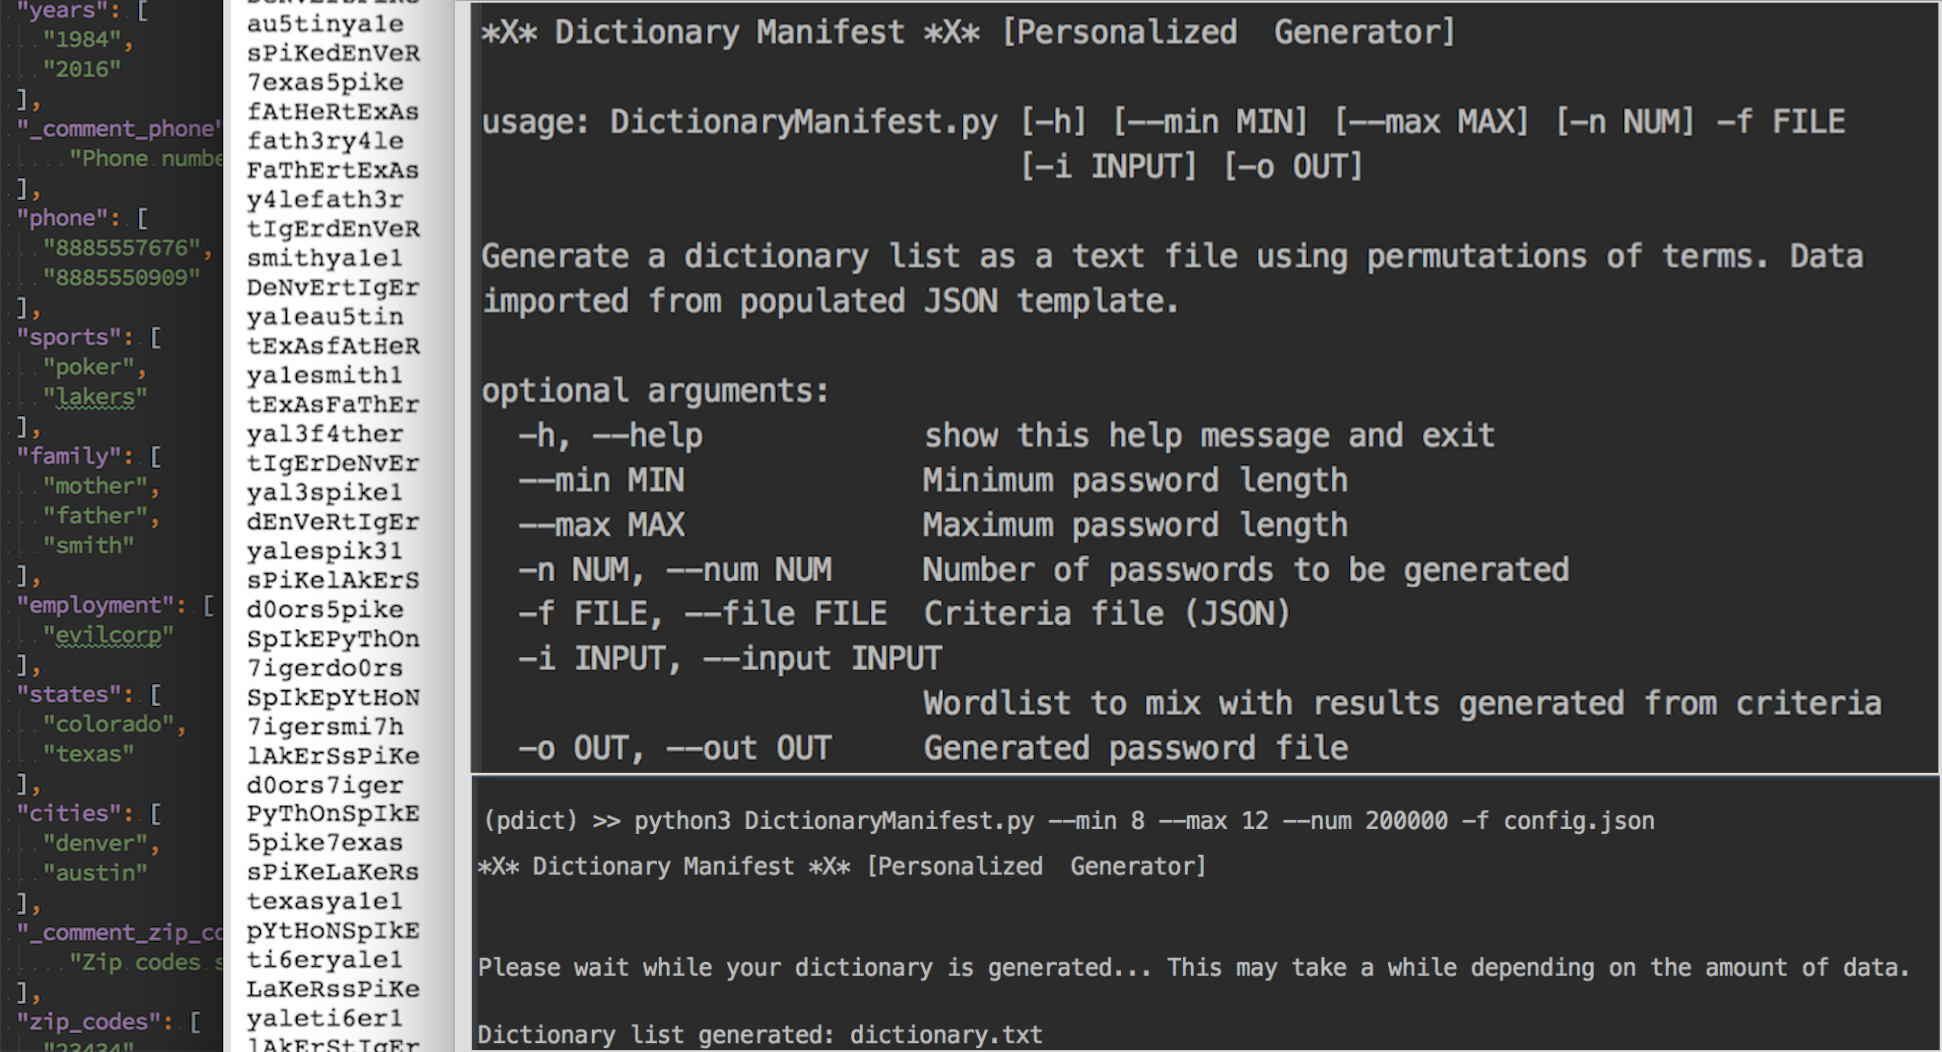 "years": [
"1984",
"2016"
],
"_comment_phone"
"Phone numbe
],
"phone": [
"8885557676",
"8885550909"
],
"sports": [
"poker",
"lakers"
],
"family": [
"mother",
"father",
"smith"
],
"employment": [
"evilcorp"
],
"states": [
"colorado",
"texas"
],
"cities": [
"denver",
"austin"
],
"_comment_zip_co
"Zip codes s
],
"zip_codes": [
"23434"
au5tinya1e
sPiKedEnVeR
7exas5pike
fAtHeRtExAs
fath3ry4le
FaThErtExAs
y4lefath3r
tIgErdEnVeR
smithya1e1
DeNvErtIgEr
ya1eau5tin
tExAsfAtHeR
ya1esmith1
tExAsFaThEr
yal3f4ther
tIgErDeNvEr
yal3spike1
dEnVeRtIgEr
yalespik31
sPiKelAkErS
d0ors5pike
SpIkEPyThOn
7igerdo0rs
SpIkEpYtHoN
7igersmi7h
lAkErSsPiKe
d0ors7iger
PyThOnSpIkE
5pike7exas
sPiKeLaKeRs
texasya1e1
pYtHoNSpIkE
ti6eryale1
LaKeRssPiKe
yaleti6er1
lAkErStIgEr
*X* Dictionary Manifest *X* [Personalized  Generator]
usage: DictionaryManifest.py [-h] [--min MIN] [--max MAX] [-n NUM] -f FILE
[-i INPUT] [-o OUT]
Generate a dictionary list as a text file using permutations of terms. Data
imported from populated JSON template.
optional arguments:
-h, --help show this help message and exit
--min MIN Minimum password length
--max MAX Maximum password length
-n NUM, --num NUM Number of passwords to be generated
-f FILE, --file FILE Criteria file (JSON)
-i INPUT, --input INPUT
Wordlist to mix with results generated from criteria
-o OUT, --out OUT Generated password file
(pdict) >> python3 DictionaryManifest.py --min 8 --max 12 --num 200000 -f config.json
*X* Dictionary Manifest *X* [Personalized  Generator]
Please wait while your dictionary is generated... This may take a while depending on the amount of data.
Dictionary list generated: dictionary.txt